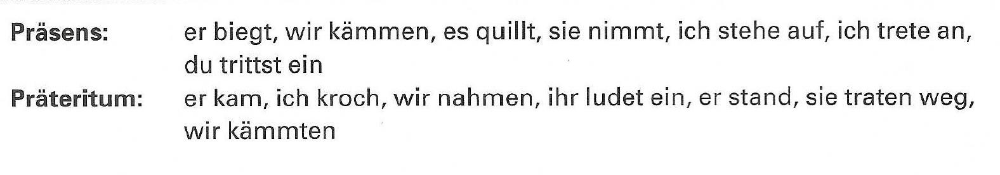 Präsens: er biegt, wir kämmen, es quillt, sie nimmt, ich stehe auf, ich trete an,
du trittst ein
Präteritum: er kam, ich kroch, wir nahmen, ihr ludet ein, er stand, sie traten weg,
wir kämmten